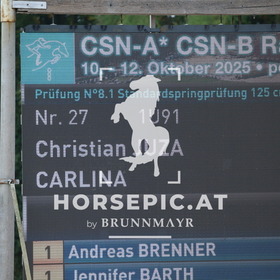 CSN-A* CSN-B R
10. - 12. Oktober 2025 • p
Prüfung N°8.1 Standardspringprüfung 125 c
Nr. 27 1U91
Christian
CARLINA
HORSEPIC.AT
by BRUNNMAYR
1 Andreas BRENNER
1 Jennifer BARTH